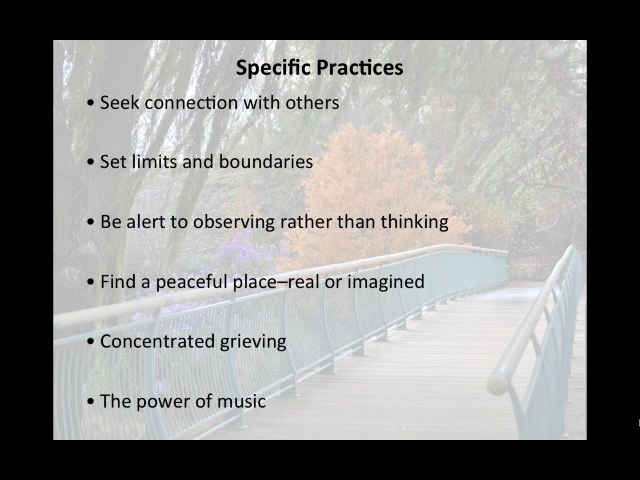 Specific Practices
• Seek connection with others
• Set limits and boundaries
• Be alert to observing rather than thinking
• Find a peaceful place–real or imagined
• Concentrated grieving
• The power of music